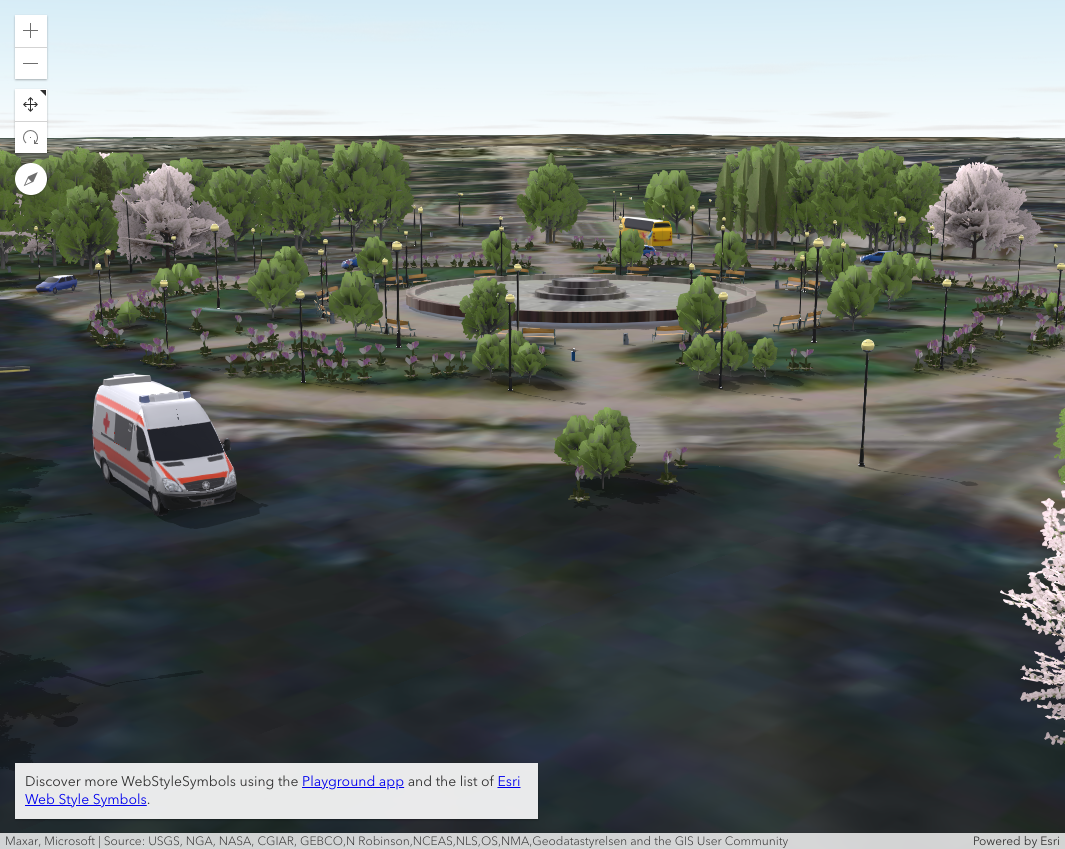 Discover more WebStyleSymbols using the Playground app and the list of Esri
Web Style Symbols.
Maxar, Microsoft | Source: USGS, NGA, NASA, CGIAR, GEBCO,N Robinson,NCEAS,NLS,OS,NMA,Geodatastyrelsen and the GIS User Community Powered by Esri